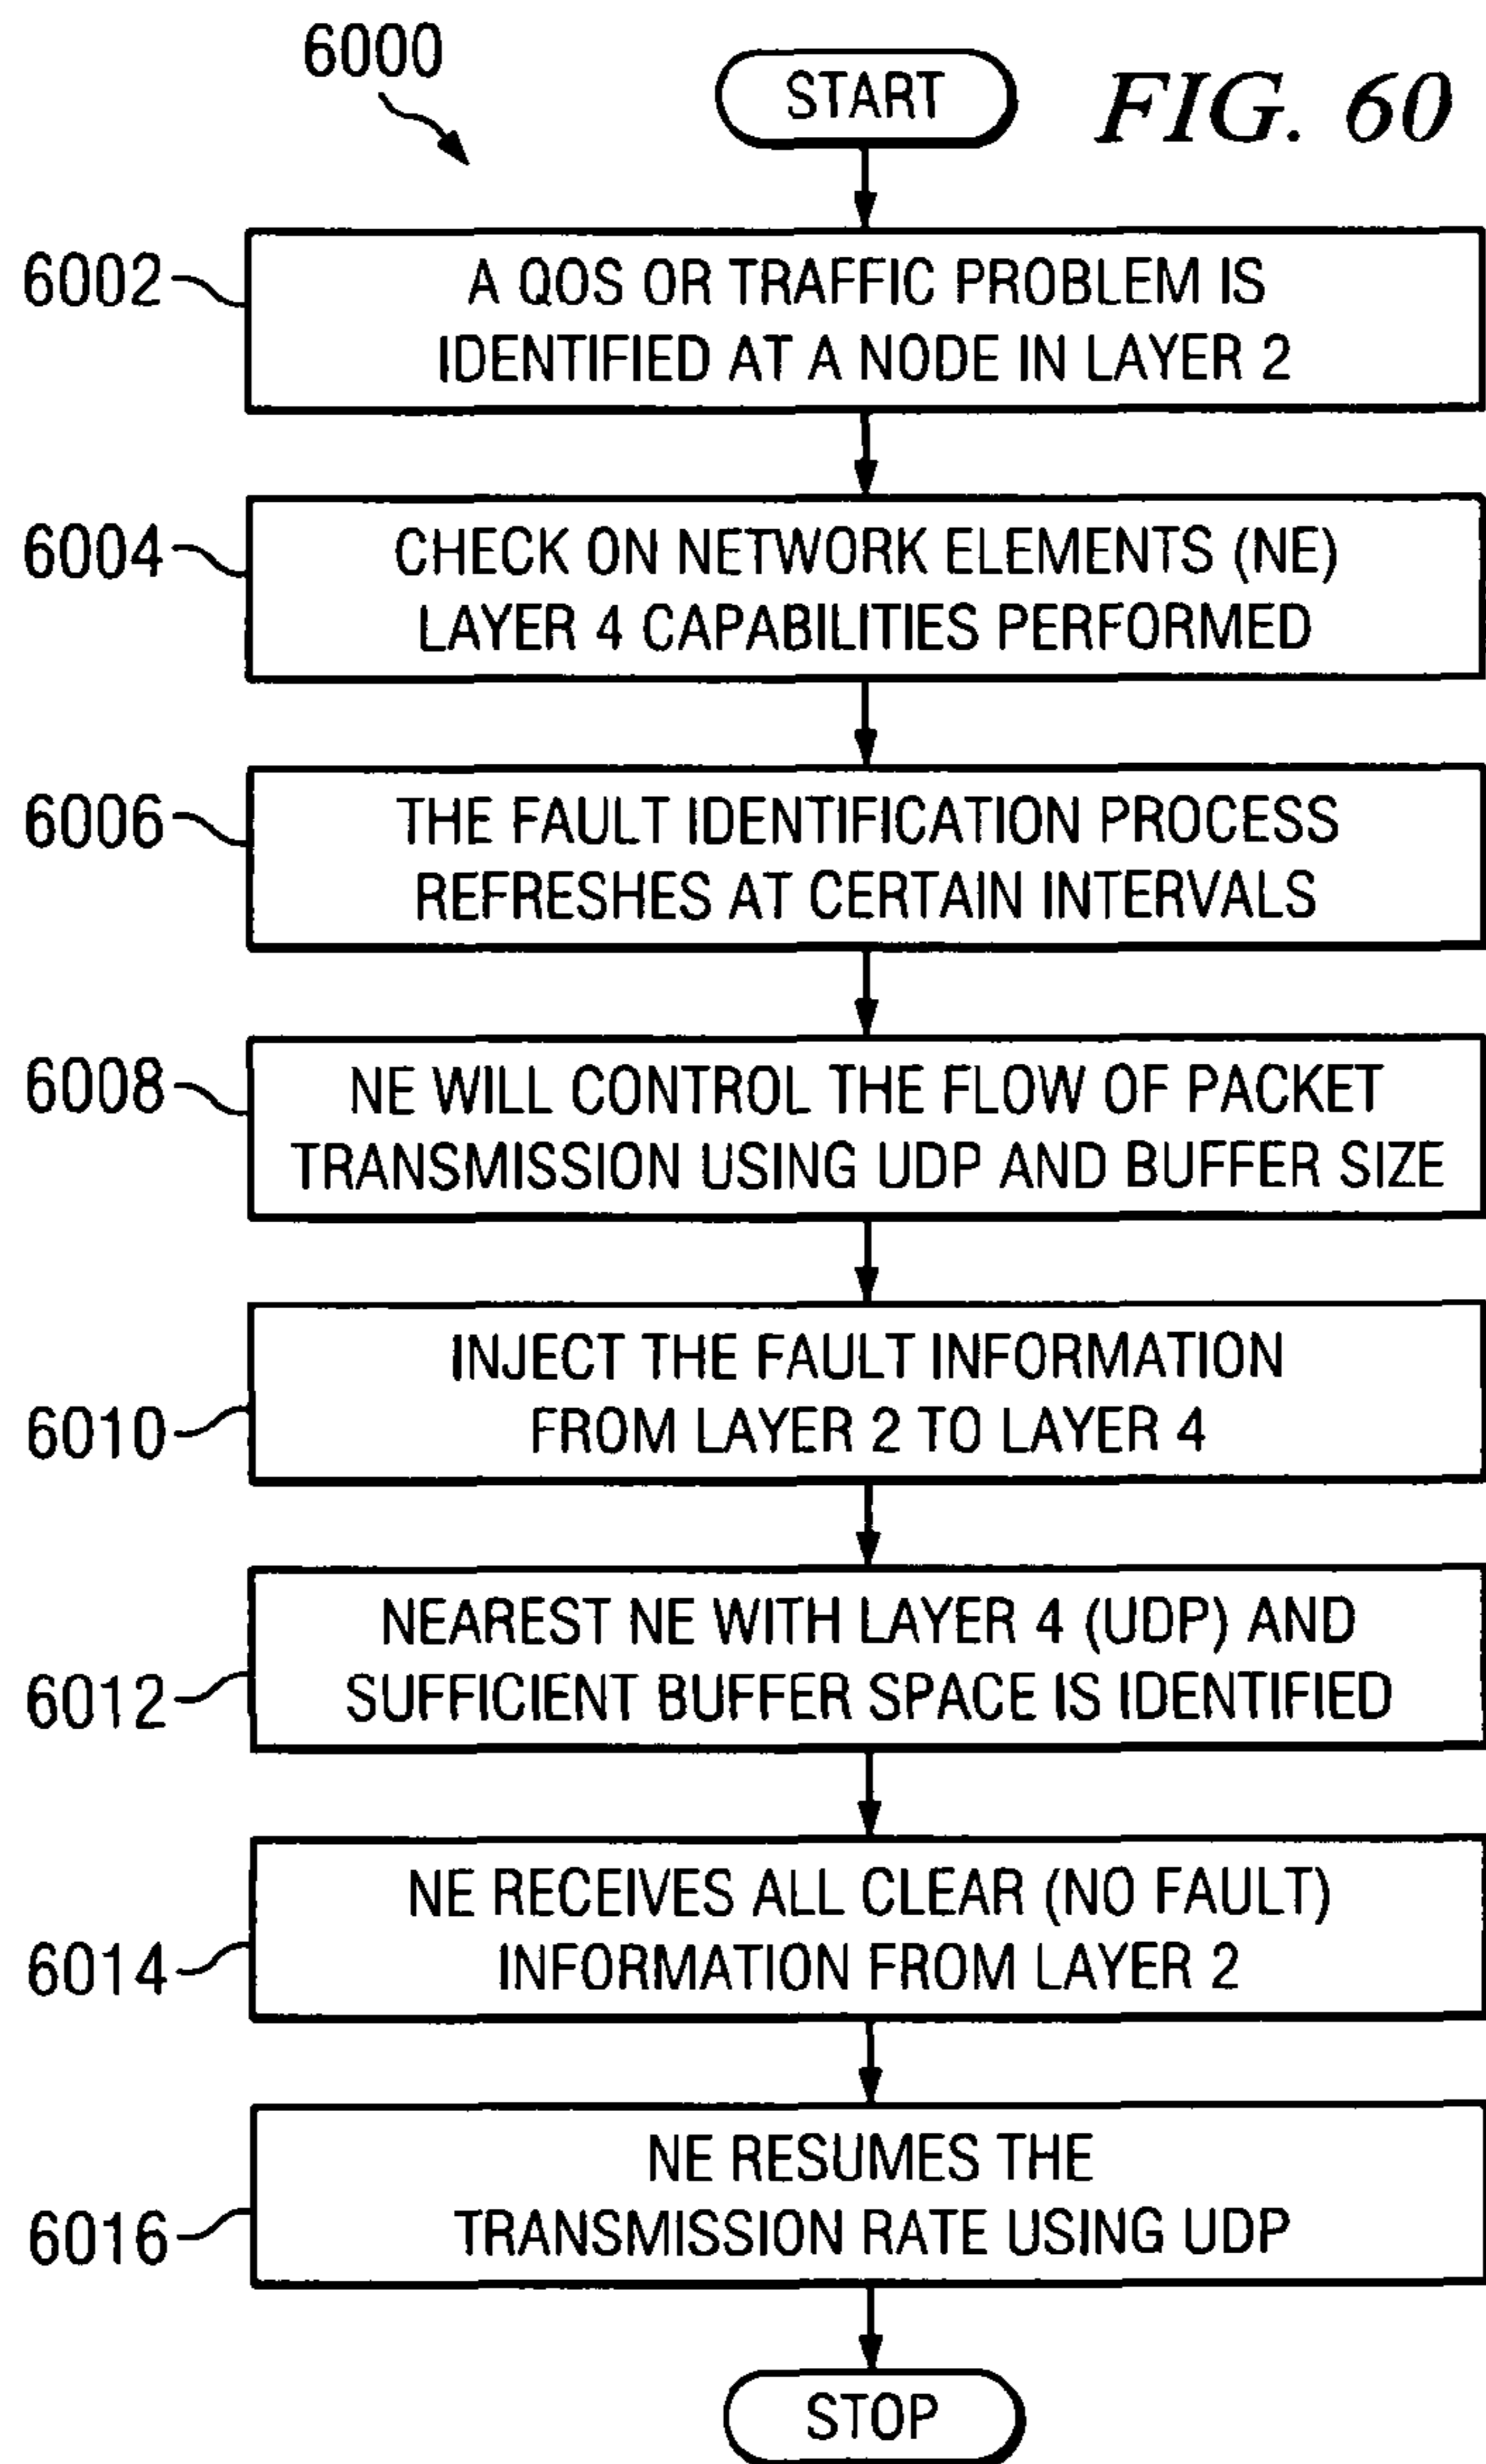 6000
START
FIG. 60
6002
A QOS OR TRAFFIC PROBLEM IS
IDENTIFIED AT A NODE IN LAYER 2
6004
CHECK ON NETWORK ELEMENTS (NE)
LAYER 4 CAPABILITIES PERFORMED
6006
THE FAULT IDENTIFICATION PROCESS
REFRESHES AT CERTAIN INTERVALS
6008
NE WILL CONTROL THE FLOW OF PACKET
TRANSMISSION USING UDP AND BUFFER SIZE
6010
INJECT THE FAULT INFORMATION
FROM LAYER 2 TO LAYER 4
6012
NEAREST NE WITH LAYER 4 (UDP) AND
SUFFICIENT BUFFER SPACE IS IDENTIFIED
6014
NE RECEIVES ALL CLEAR (NO FAULT)
INFORMATION FROM LAYER 2
6016
NE RESUMES THE
TRANSMISSION RATE USING UDP
STOP